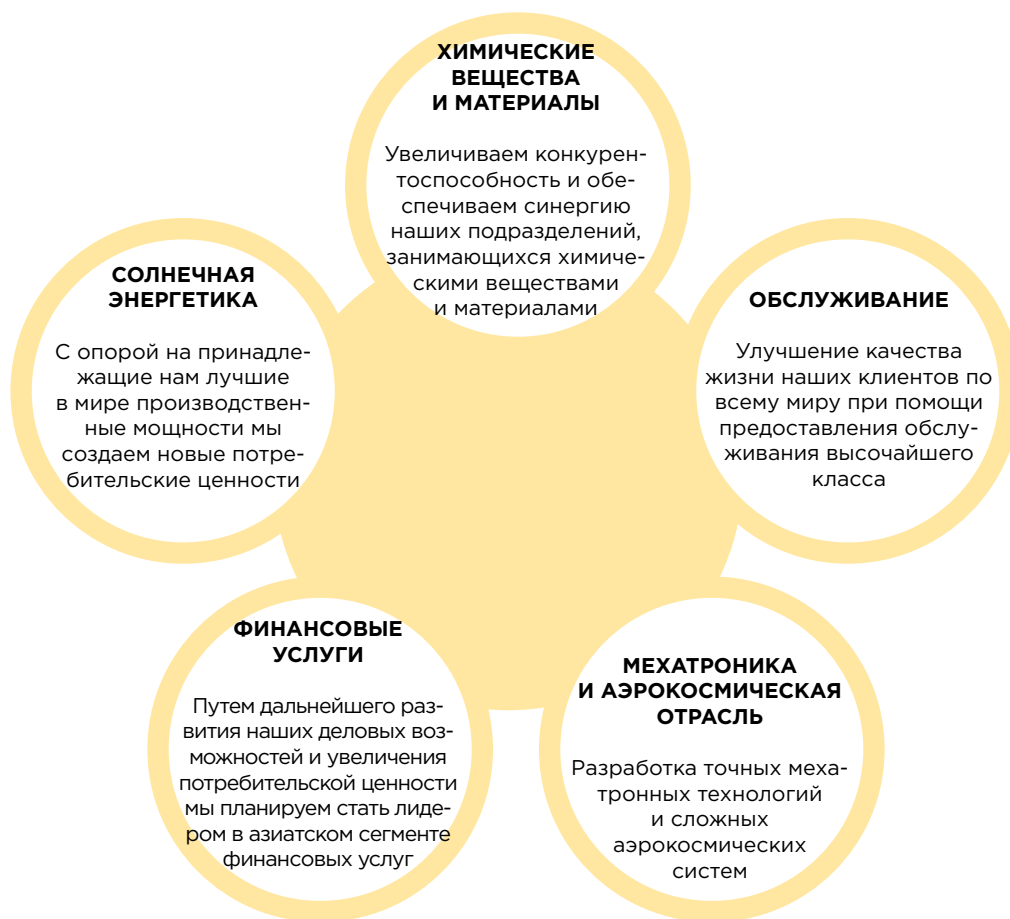 ХИМИЧЕСКИЕ
ВЕЩЕСТВА
И МАТЕРИАЛЫ
Увеличиваем конкурен-
тоспособность и обе-
спечиваем синергию
наших подразделений,
занимающихся химиче-
скими веществами
и материалами
СОЛНЕЧНАЯ
ЭНЕРГЕТИКА
С опорой на принадле-
жащие нам лучшие
в мире производствен-
ные мощности мы
создаем новые потре-
бительские ценности
ОБСЛУЖИВАНИЕ
Улучшение качества
жизни наших клиентов по
всему миру при помощи
предоставления обслу-
живания высочайшего
класса
ФИНАНСОВЫЕ
УСЛУГИ
Путем дальнейшего раз-
вития наших деловых воз-
можностей и увеличения
потребительской ценности
мы планируем стать лиде-
ром в азиатском сегменте
финансовых услуг
МЕХАТРОНИКА
И АЭРОКОСМИЧЕСКАЯ
ОТРАСЛЬ
Разработка точных меха-
тронных технологий
и сложных
аэрокосмических
систем